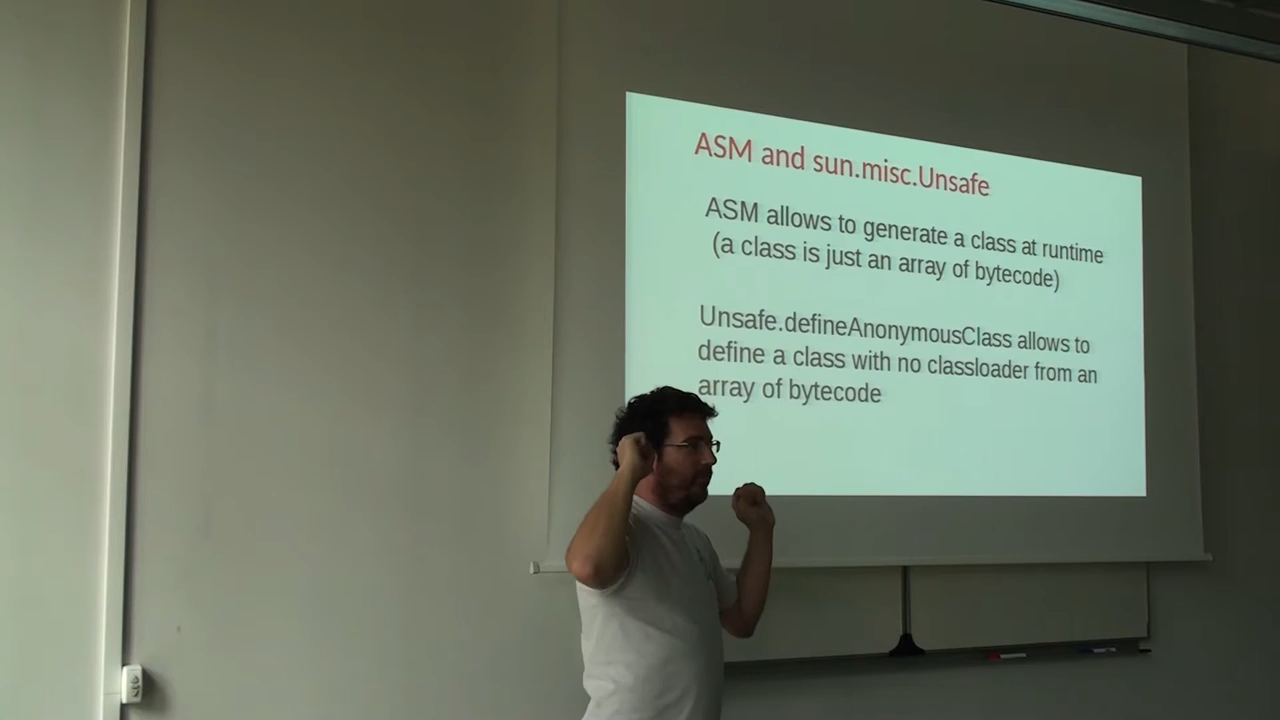 ASM and sun.misc.Unsafe
ASM allows to generate a class at runtime
(a class is just an array of bytecode)
Unsafe.defineAnonymousClass allows to
define a class with no classloader from an
array of bytecode